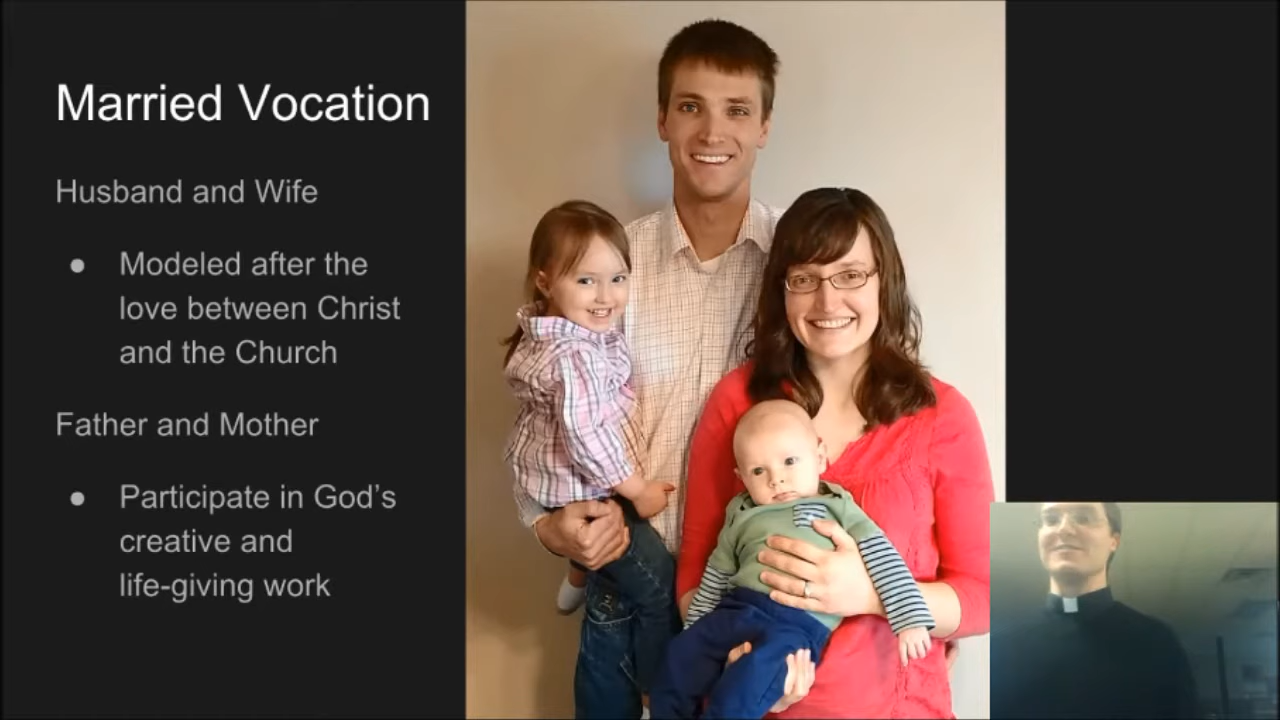 Married Vocation
Husband and Wife
● Modeled after the
love between Christ
and the Church
Father and Mother
● Participate in God’s
creative and
life-giving work